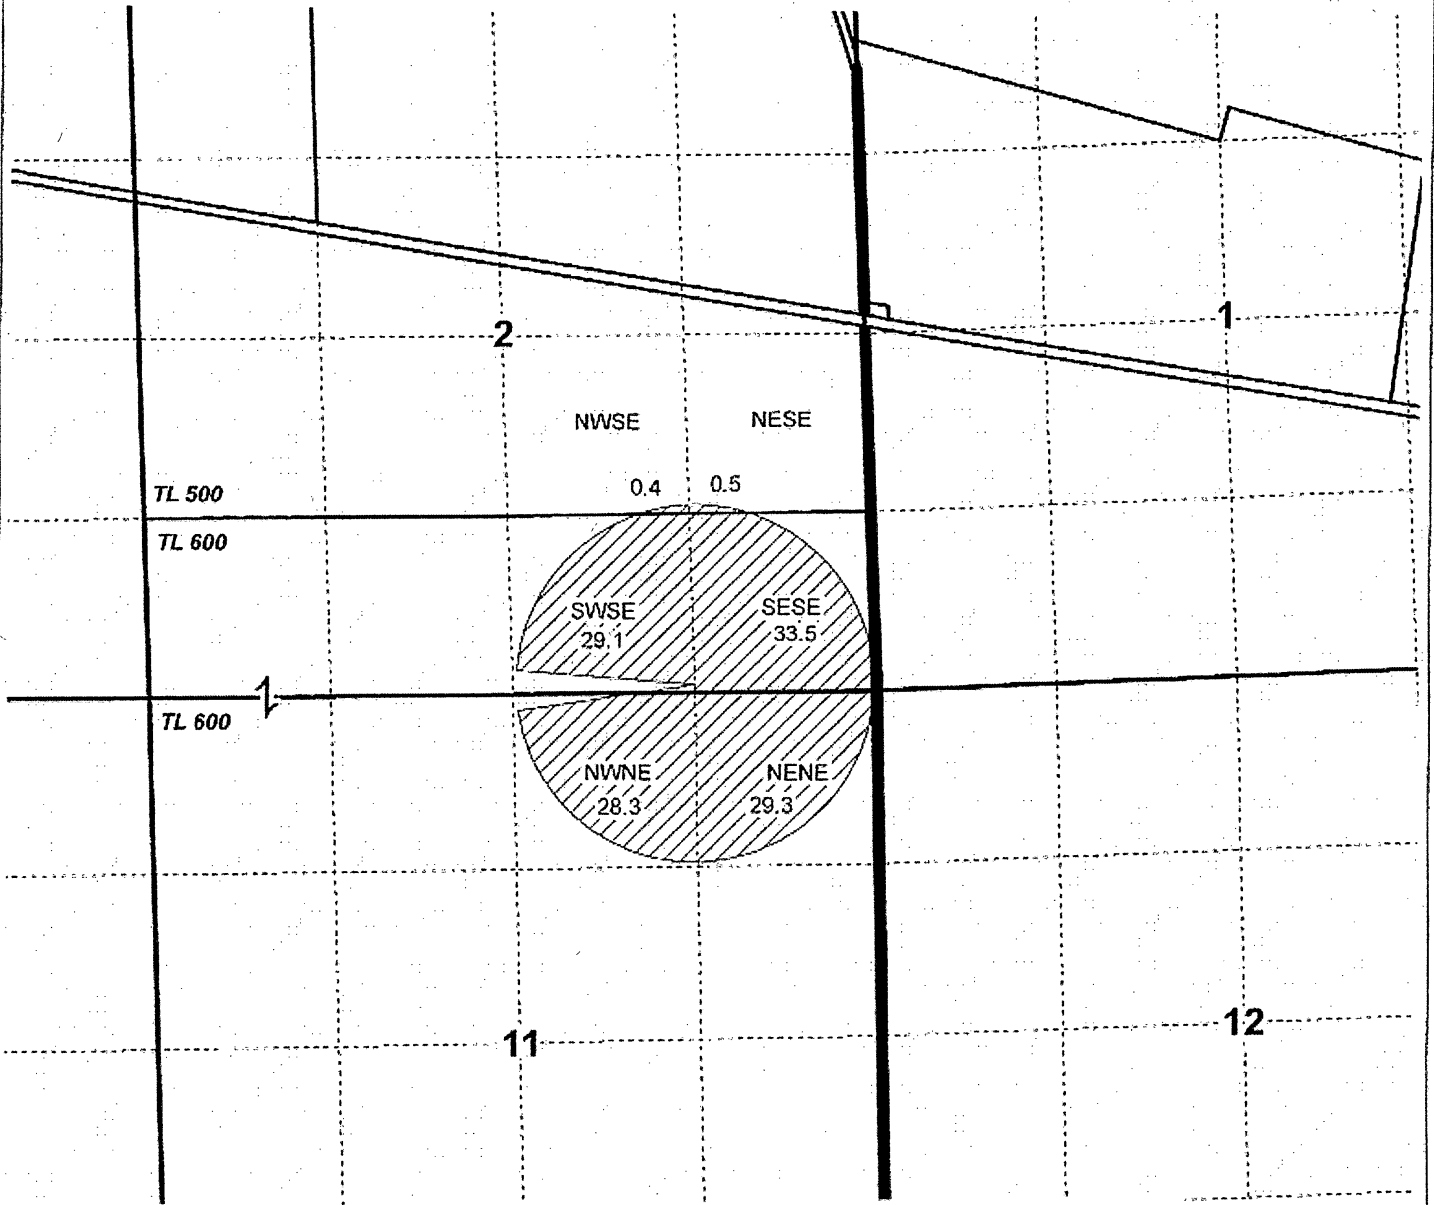 1
2
NWSE NESE
0.4 0.5
TL 500
TL 600
SWSE SESE
29.1 33.5
TL 600
NWNE NENE
28.3 29.3
12
11